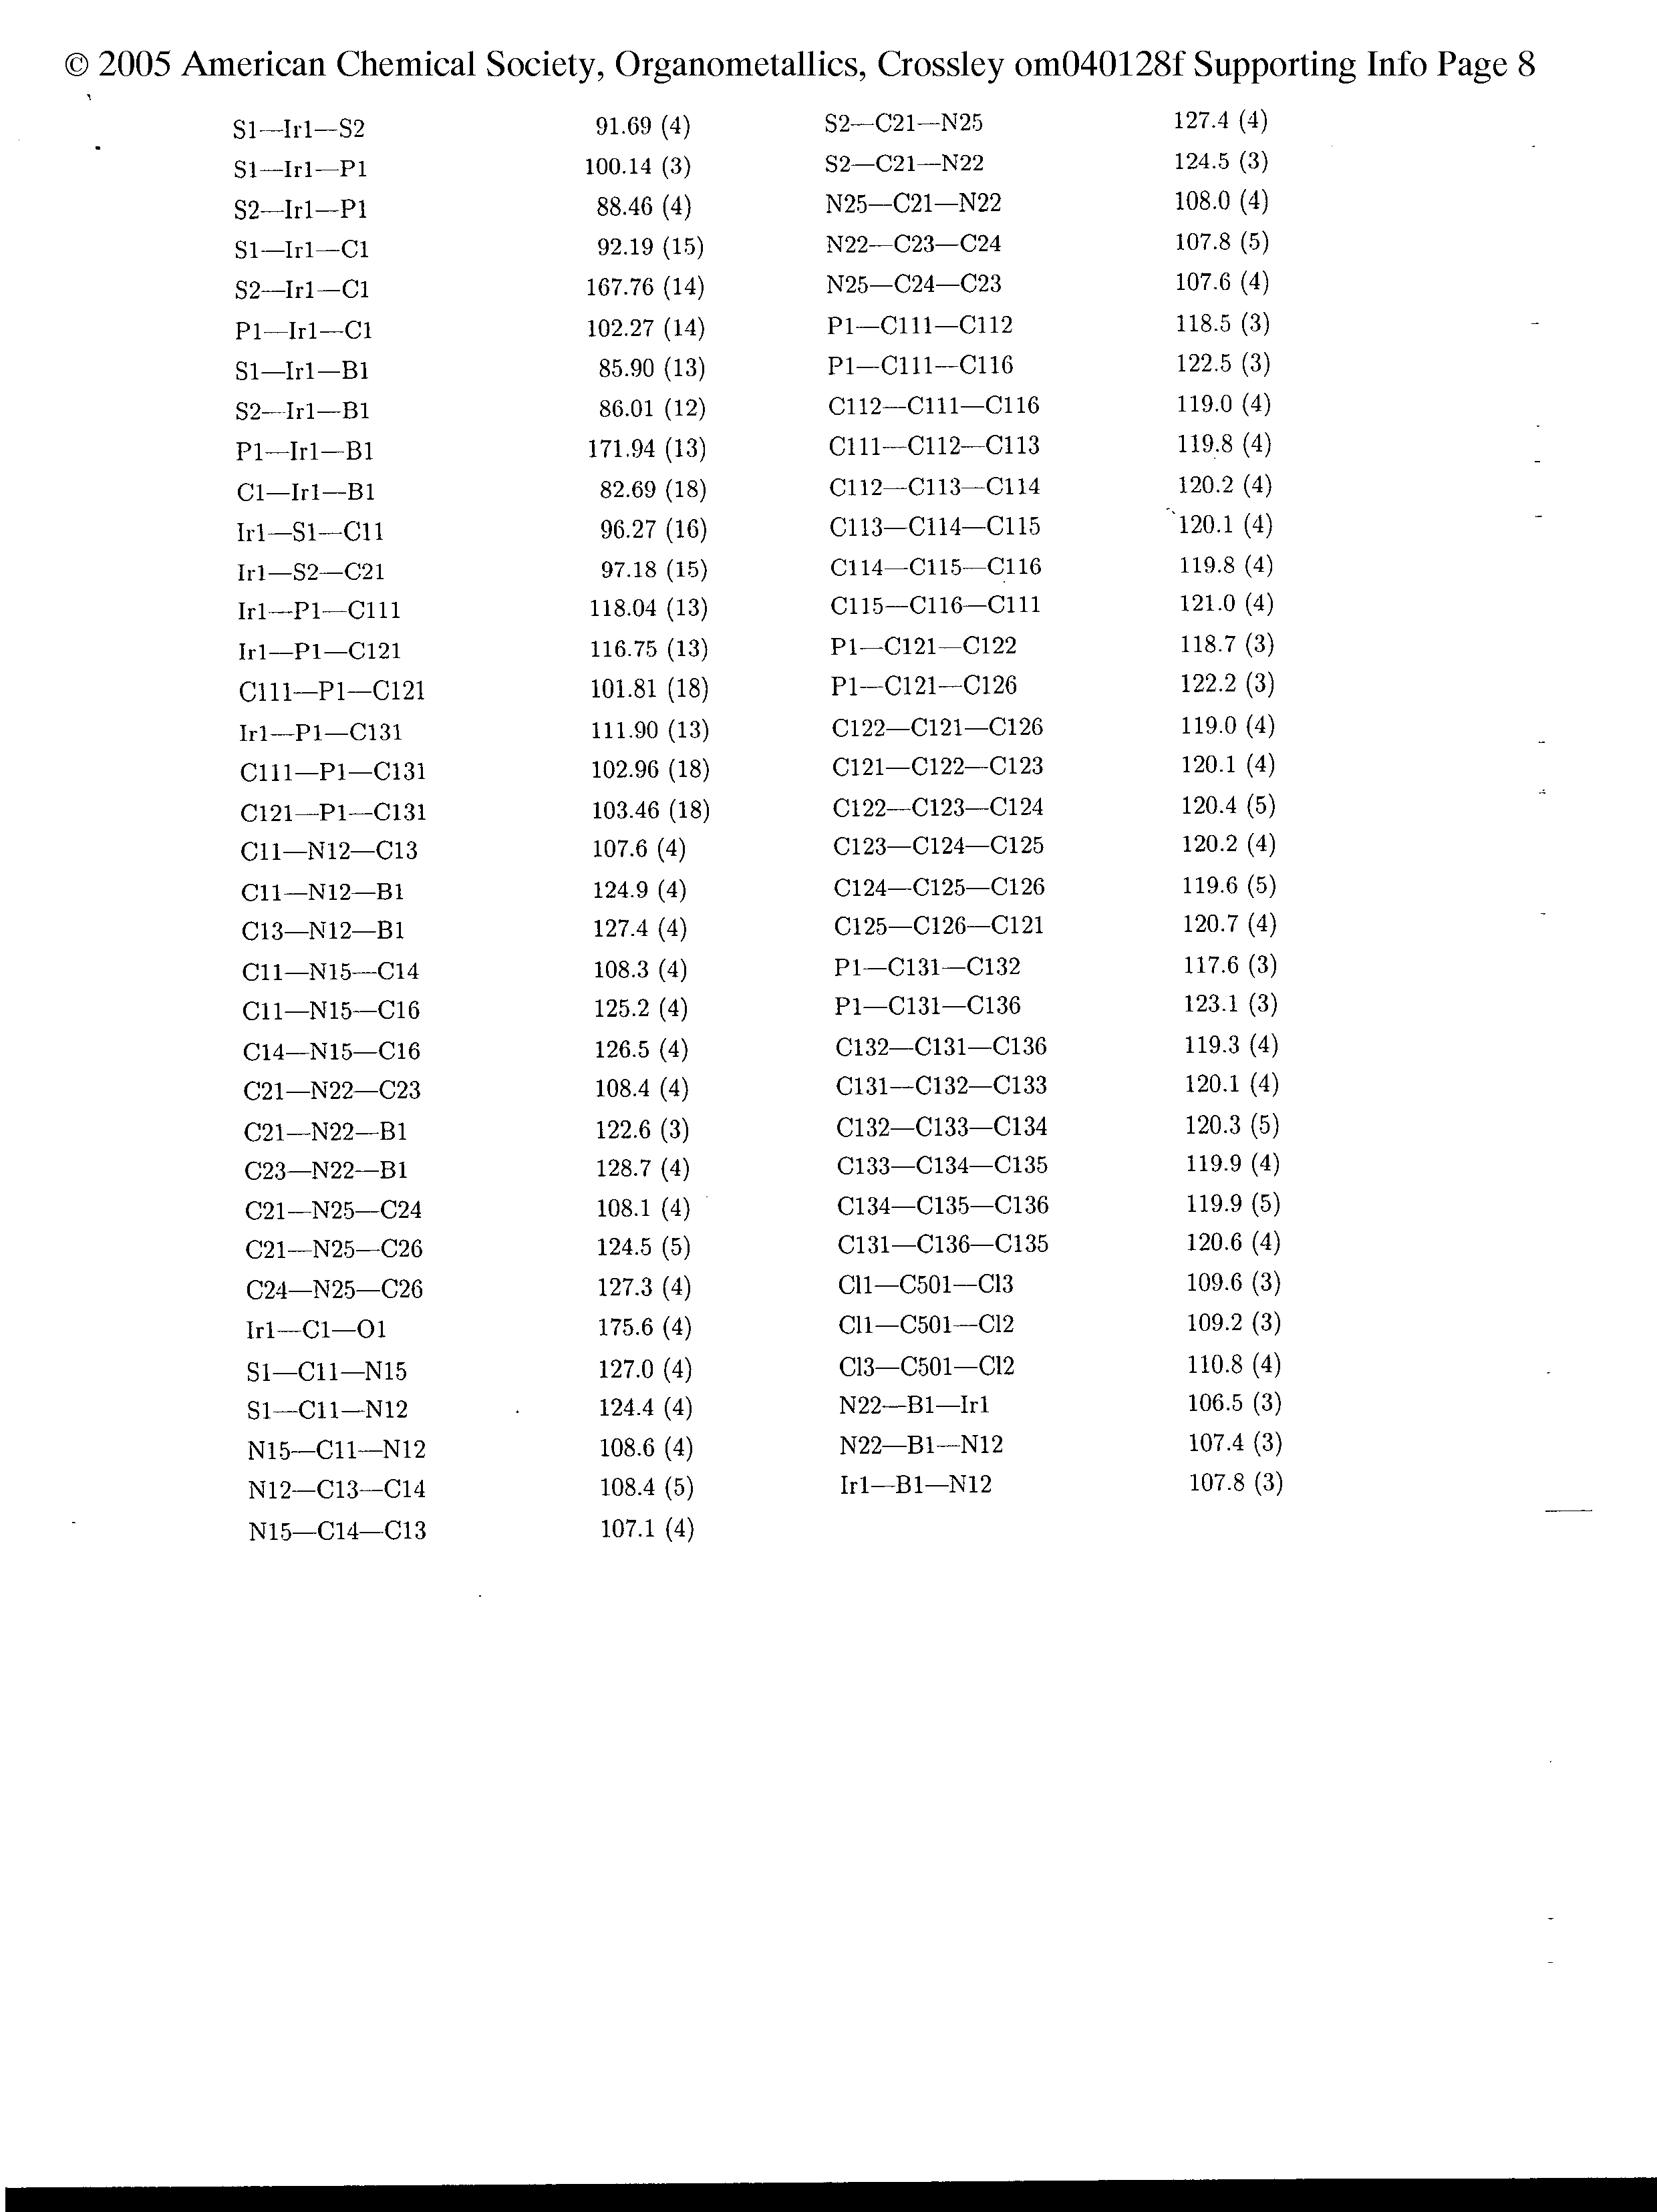 © 2005 American Chemical Society, Organometallics, Crossley om040128f Supporting Info Page 8
S1—Ir1—S2 91.69 (4) S2—C21—N25 127.4 (4)
S1—Ir1—P1 100.14 (3) S2—C21—N22 124.5 (3)
S2—Ir1—P1 88.46 (4) N25—C21—N22 108.0 (4)
S1—Ir1—C1 92.19 (15) N22—C23—C24 107.8 (5)
S2—Ir1—C1 167.76 (14) N25—C24—C23 107.6 (4)
P1—Ir1—C1 102.27 (14) P1—C111—C112 118.5 (3)
S1—Ir1—B1 85.90 (13) P1—C111—C116 122.5 (3)
S2—Ir1—B1 86.01 (12) C112—C111—C116 119.0 (4)
P1—Ir1—B1 171.94 (13) C111—C112—C113 119.8 (4)
C1—Ir1—B1 82.69 (18) C112—C113—C114 120.2 (4)
Ir1—S1—C11 96.27 (16) C113—C114—C115 120.1 (4)
Ir1—S2—C21 97.18 (15) C114—C115—C116 119.8 (4)
Ir1—P1—C111 118.04 (13) C115—C116—C111 121.0 (4)
Ir1—P1—C121 116.75 (13) P1—C121—C122 118.7 (3)
C111—P1—C121 101.81 (18) P1—C121—C126 122.2 (3)
Ir1—P1—C131 111.90 (13) C122—C121—C126 119.0 (4)
C111—P1—C131 102.96 (18) C121—C122—C123 120.1 (4)
C121—P1—C131 103.46 (18) C122—C123—C124 120.4 (5)
C11—N12—C13 107.6 (4) C123—C124—C125 120.2 (4)
C11—N12—B1 124.9 (4) C124—C125—C126 119.6 (5)
C13—N12—B1 127.4 (4) C125—C126—C121 120.7 (4)
C11—N15—C14 108.3 (4) P1—C131—C132 117.6 (3)
C11—N15—C16 125.2 (4) P1—C131—C136 123.1 (3)
C14—N15—C16 126.5 (4) C132—C131—C136 119.3 (4)
C21—N22—C23 108.4 (4) C131—C132—C133 120.1 (4)
C21—N22—B1 122.6 (3) C132—C133—C134 120.3 (5)
C23—N22—B1 128.7 (4) C133—C134—C135 119.9 (4)
C21—N25—C24 108.1 (4) C134—C135—C136 119.9 (5)
C21—N25—C26 124.5 (5) C131—C136—C135 120.6 (4)
C24—N25—C26 127.3 (4) Cl1—C501—Cl3 109.6 (3)
Ir1—C1—O1 175.6 (4) Cl1—C501—Cl2 109.2 (3)
S1—C11—N15 127.0 (4) Cl3—C501—Cl2 110.8 (4)
S1—C11—N12 124.4 (4) N22—B1—Ir1 106.5 (3)
N15—C11—N12 108.6 (4) N22—B1—N12 107.4 (3)
N12—C13—C14 108.4 (5) Ir1—B1—N12 107.8 (3)
N15—C14—C13 107.1 (4)